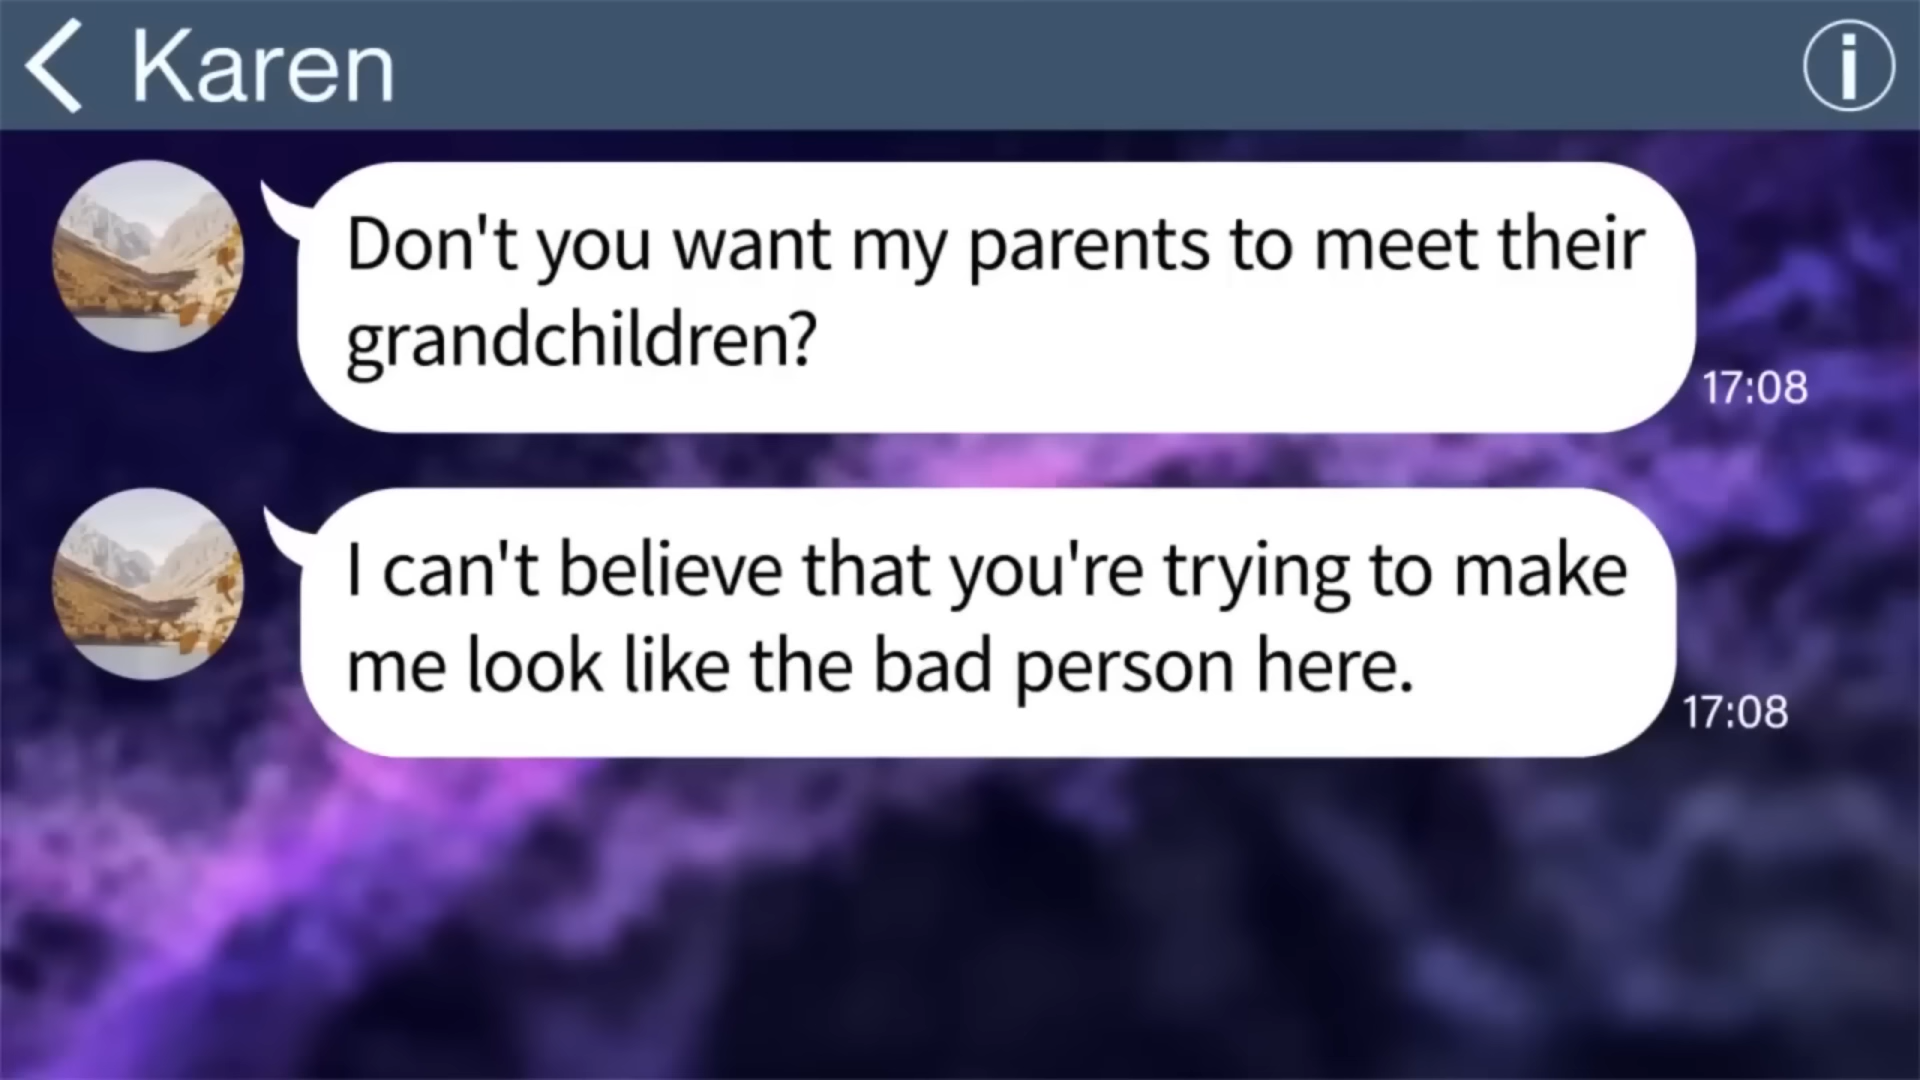 Karen
Don't you want my parents to meet their
grandchildren?
17:08
I can't believe that you're trying to make
me look like the bad person here.
17:08